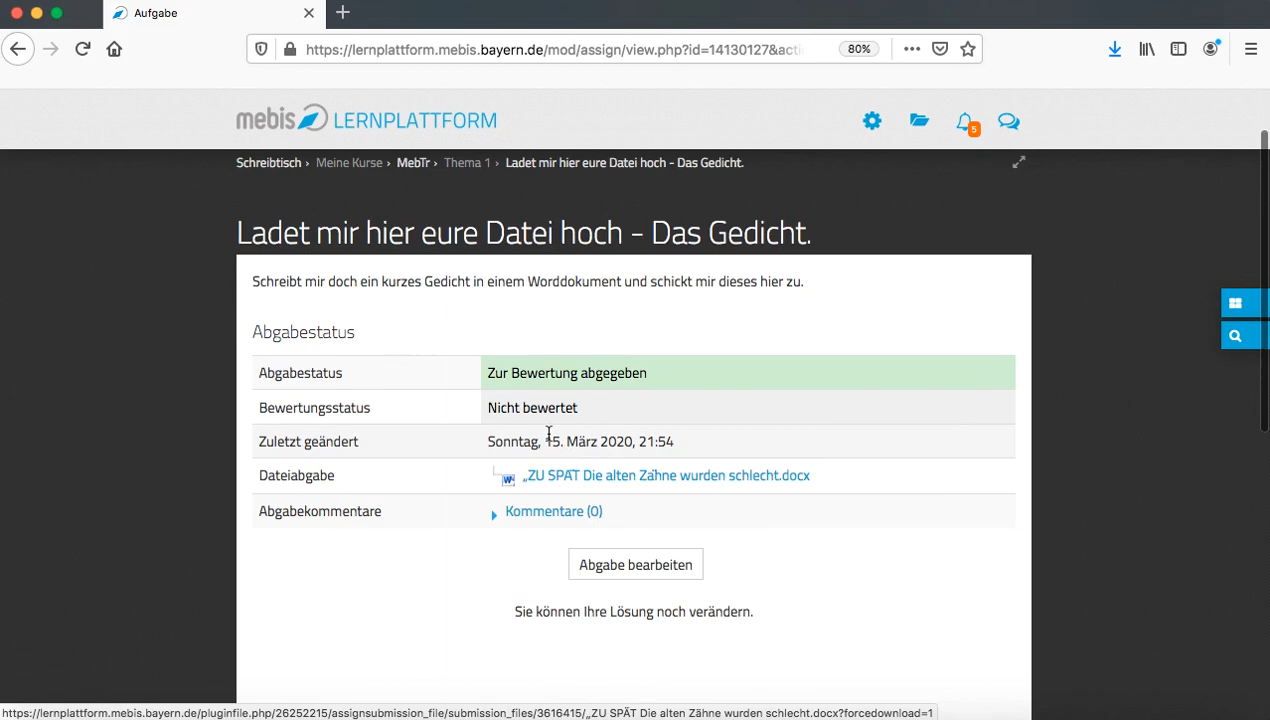 Aufgabe
https://lernplattform.mebis.bayern.de/mod/assign/view.php?id=14130127&acti
80%
mebis LERNPLATTFORM
5
Schreibtisch › Meine Kurse › MebTr › Thema 1 › Ladet mir hier eure Datei hoch - Das Gedicht.
Ladet mir hier eure Datei hoch - Das Gedicht.
Schreibt mir doch ein kurzes Gedicht in einem Worddokument und schickt mir dieses hier zu.
Abgabestatus
Abgabestatus Zur Bewertung abgegeben
Bewertungsstatus Nicht bewertet
Zuletzt geändert Sonntag, 15. März 2020, 21:54
Dateiabgabe „ZU SPÄT Die alten Zähne wurden schlecht.docx
Abgabekommentare Kommentare (0)
Abgabe bearbeiten
Sie können Ihre Lösung noch verändern.
https://lernplattform.mebis.bayern.de/pluginfile.php/26252215/assignsubmission_file/submission_files/3616415/„ZU SPÄT Die alten Zähne wurden schlecht.docx?forcedownload=1